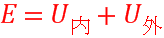 E = U内 + U外